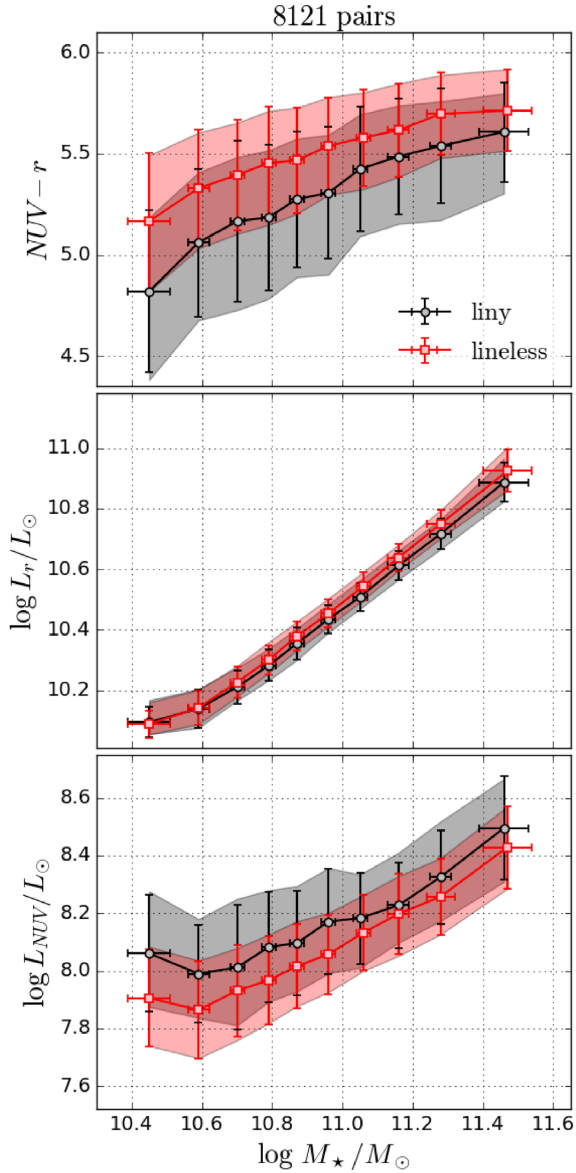 8121 pairs
6.0
5.5
5.0
4.5
NUV − r
liny
lineless
11.0
10.8
10.6
10.4
10.2
log L_r/L_⊙
8.6
8.4
8.2
8.0
7.8
7.6
log L_NUV/L_⊙
10.4 10.6 10.8 11.0 11.2 11.4 11.6
log M_⋆/M_⊙